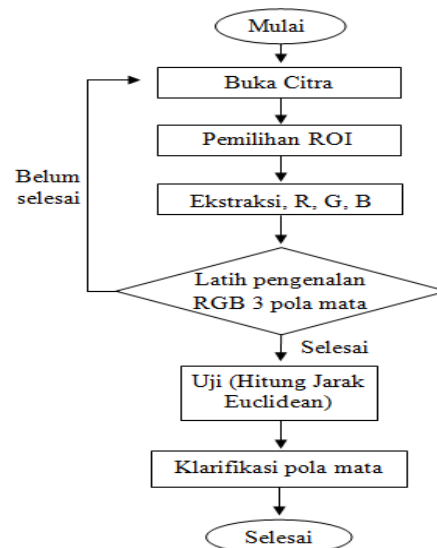 Mulai
Buka Citra
Pemilihan ROI
Belum
selesai
Ekstraksi, R, G, B
Latih pengenalan
RGB 3 pola mata
Selesai
Uji (Hitung Jarak
Euclidean)
Klarifikasi pola mata
Selesai